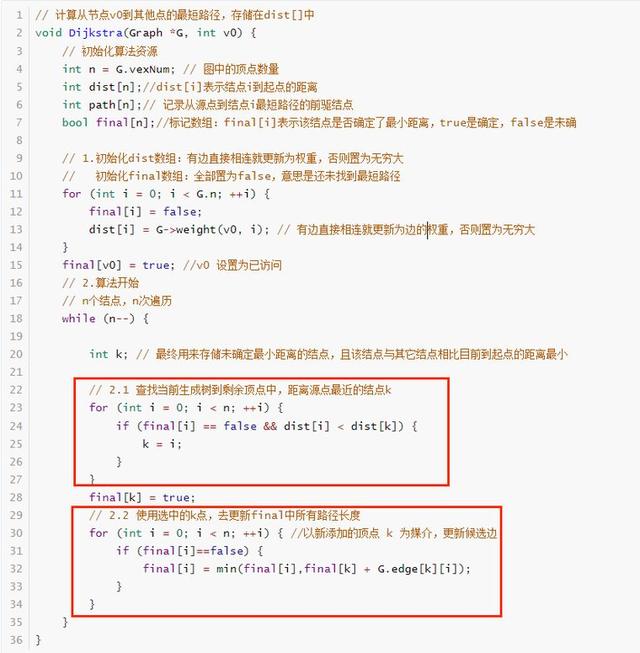 1 // 计算从节点v0到其他点的最短路径，存储在dist[]中
2 void Dijkstra(Graph *G, int v0) {
3 // 初始化算法资源
4 int n = G.vexNum; // 图中的顶点数量
5 int dist[n];//dist[i]表示结点i到起点的距离
6 int path[n];// 记录从源点到结点i最短路径的前驱结点
7 bool final[n];//标记数组：final[i]表示该结点是否确定了最小距离，true是确定，false是未确
8
9 // 1.初始化dist数组：有边直接相连就更新为权重，否则置为无穷大
10 //   初始化final数组：全部置为false，意思是还未找到最短路径
11 for (int i = 0; i < G.n; ++i) {
12 final[i] = false;
13 dist[i] = G->weight(v0, i); // 有边直接相连就更新为边的权重，否则置为无穷大
14 }
15 final[v0] = true; //v0 设置为已访问
16 // 2.算法开始
17 // n个结点，n次遍历
18 while (n--) {
19
20 int k; // 最终用来存储未确定最小距离的结点，且该结点与其它结点相比目前到起点的距离最小
21
22 // 2.1 查找当前生成树到剩余顶点中，距离源点最近的结点k
23 for (int i = 0; i < n; ++i) {
24 if (final[i] == false && dist[i] < dist[k]) {
25 k = i;
26 }
27 }
28 final[k] = true;
29 // 2.2 使用选中的k点，去更新final中所有路径长度
30 for (int i = 0; i < n; ++i) { //以新添加的顶点 k 为媒介，更新候选边
31 if (final[i]==false) {
32 final[i] = min(final[i],final[k] + G.edge[k][i]);
33 }
34 }
35 }
36 }